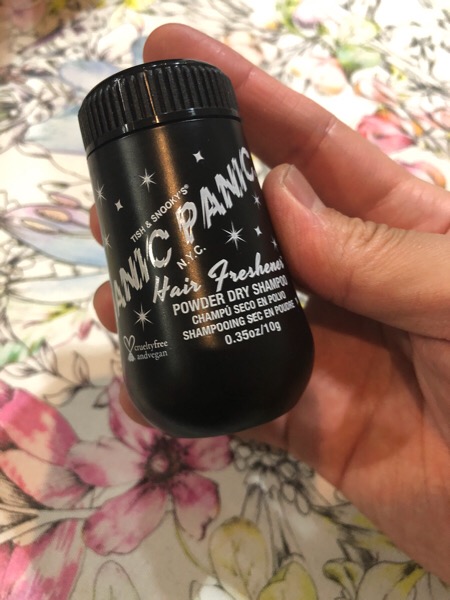 TISH & SNOOKY'S®
ANIC PANIC
N.Y.C.
Hair Freshener
POWDER DRY SHAMPOO
CHAMPÚ SECO EN POLVO
SHAMPOOING SEC EN POUDRE
0.35oz/10g
crueltyfree
andvegan